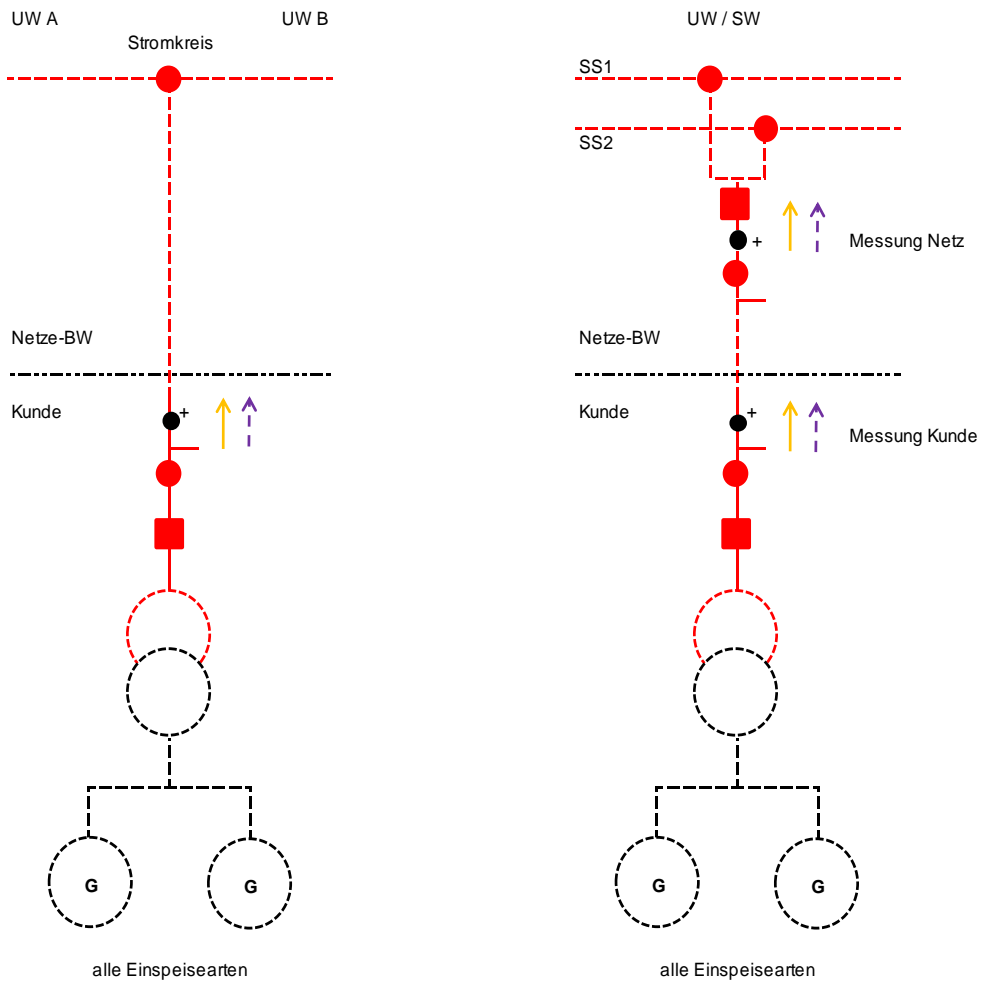 UW A
UW B
Stromkreis
Netze-BW
Kunde
+
G
G
alle Einspeisearten
UW / SW
SS1
SS2
+
Messung Netz
Netze-BW
Kunde
+
Messung Kunde
G
G
alle Einspeisearten